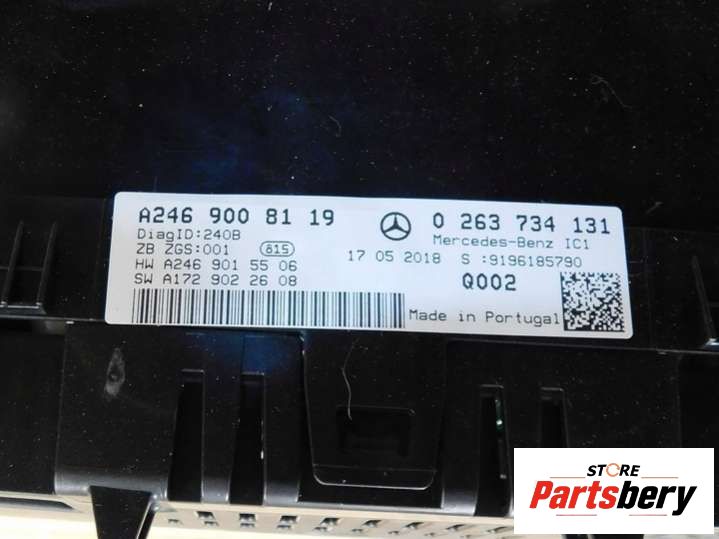 A246 900 81 19
DiagID:240B
ZB ZGS:001 815
HW A246 901 55 06
SW A172 902 26 08
0 263 734 131
Mercedes-Benz IC1
17 05 2018 S :9196185790
Q002
Made in Portugal
STORE
Partsbery